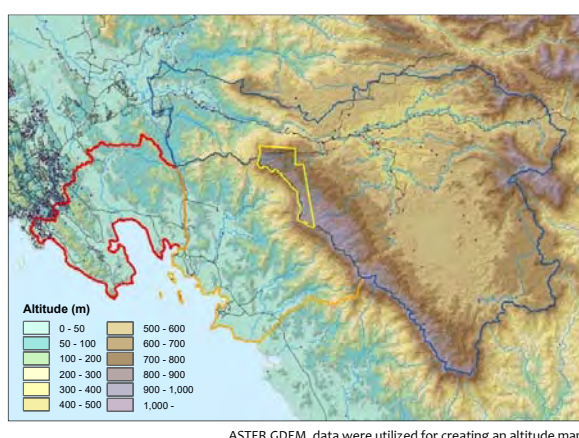 Altitude (m)
0 - 50
50 - 100
100 - 200
200 - 300
300 - 400
400 - 500
500 - 600
600 - 700
700 - 800
800 - 900
900 - 1,000
1,000 -
ASTER GDEM data were utilized for creating an altitude map